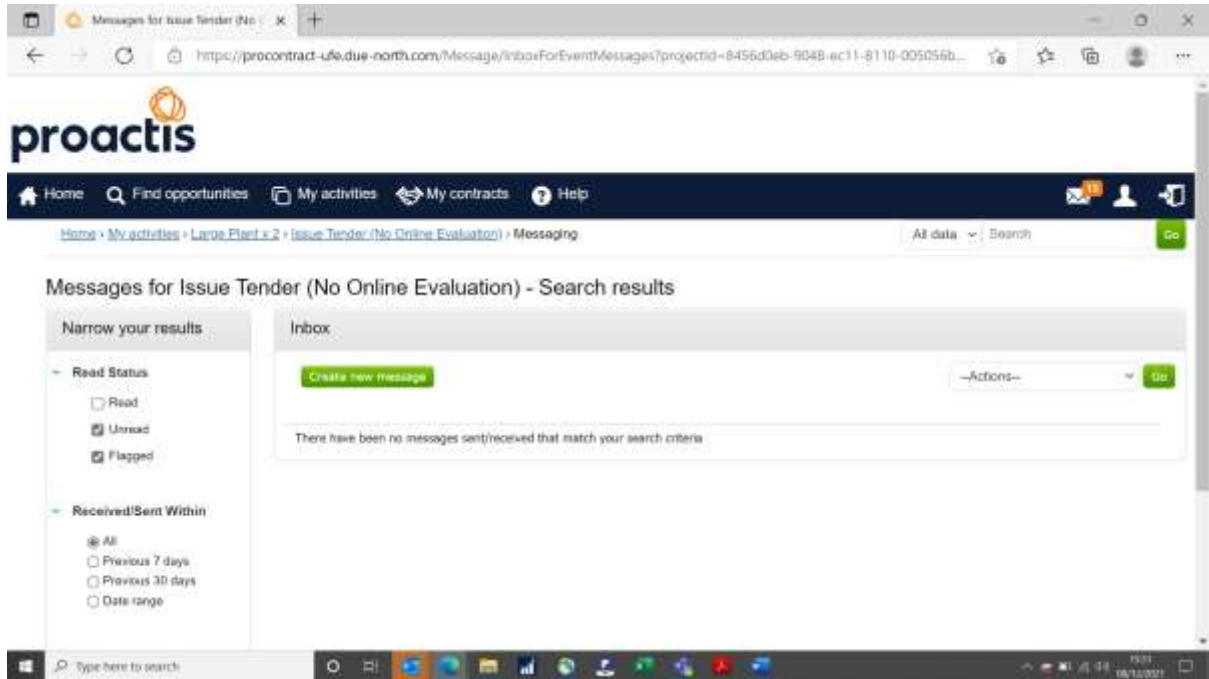 Messages for Issue Tender (No
https://procontract-ufe.due-north.com/Message/InboxForEventMessages?projectid=8456d0eb-9048-ec11-8110-005056b...
proactis
Home Find opportunities My activities My contracts Help
Home › My activities › Large Plant x 2 › Issue Tender (No Online Evaluation) › Messaging All data Search Go
Messages for Issue Tender (No Online Evaluation) - Search results
Narrow your results Inbox
Read Status Create new message --Actions-- Go
Read
Unread There have been no messages sent/received that match your search criteria
Flagged
Received/Sent Within
All
Previous 7 days
Previous 30 days
Date range
Type here to search